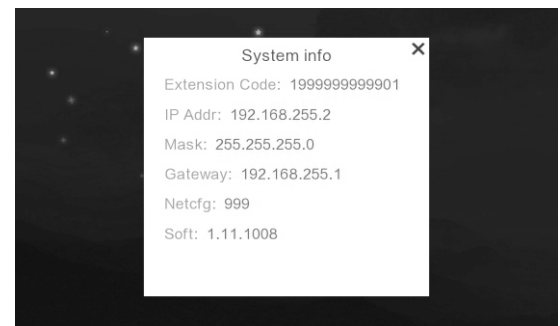 System info
Extension Code: 1999999999901
IP Addr: 192.168.255.2
Mask: 255.255.255.0
Gateway: 192.168.255.1
Netcfg: 999
Soft: 1.11.1008